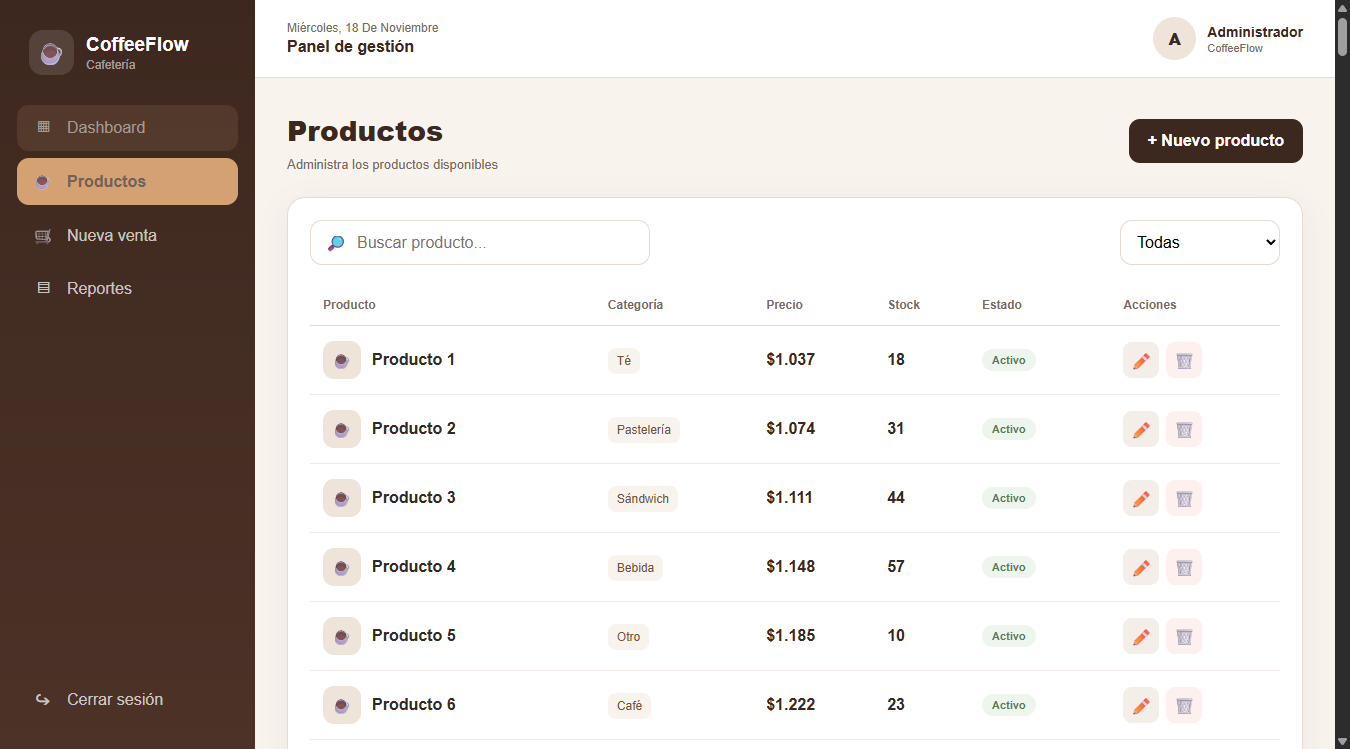 CoffeeFlow
Cafetería
Dashboard
Productos
Nueva venta
Reportes
Cerrar sesión
Miércoles, 18 De Noviembre
Panel de gestión
A
Administrador
CoffeeFlow
Productos
Administra los productos disponibles
+ Nuevo producto
Buscar producto...
Todas
Producto Categoría Precio Stock Estado Acciones
Producto 1 Té $1.037 18 Activo
Producto 2 Pastelería $1.074 31 Activo
Producto 3 Sándwich $1.111 44 Activo
Producto 4 Bebida $1.148 57 Activo
Producto 5 Otro $1.185 10 Activo
Producto 6 Café $1.222 23 Activo